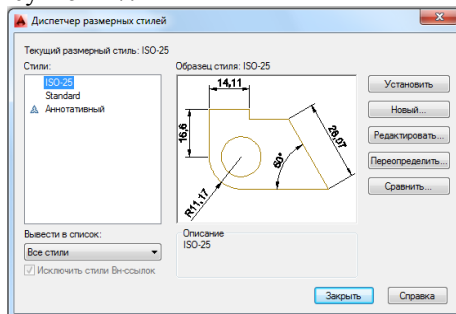 Диспетчер размерных стилей
Текущий размерный стиль: ISO-25
Стили:
ISO-25
Standard
Аннотативный
Образец стиля: ISO-25
14,11
16,6
28,07
60°
R11,17
Установить
Новый...
Редактировать...
Переопределить...
Сравнить...
Вывести в список:
Все стили
Исключить стили Вн-ссылок
Описание
ISO-25
Закрыть
Справка